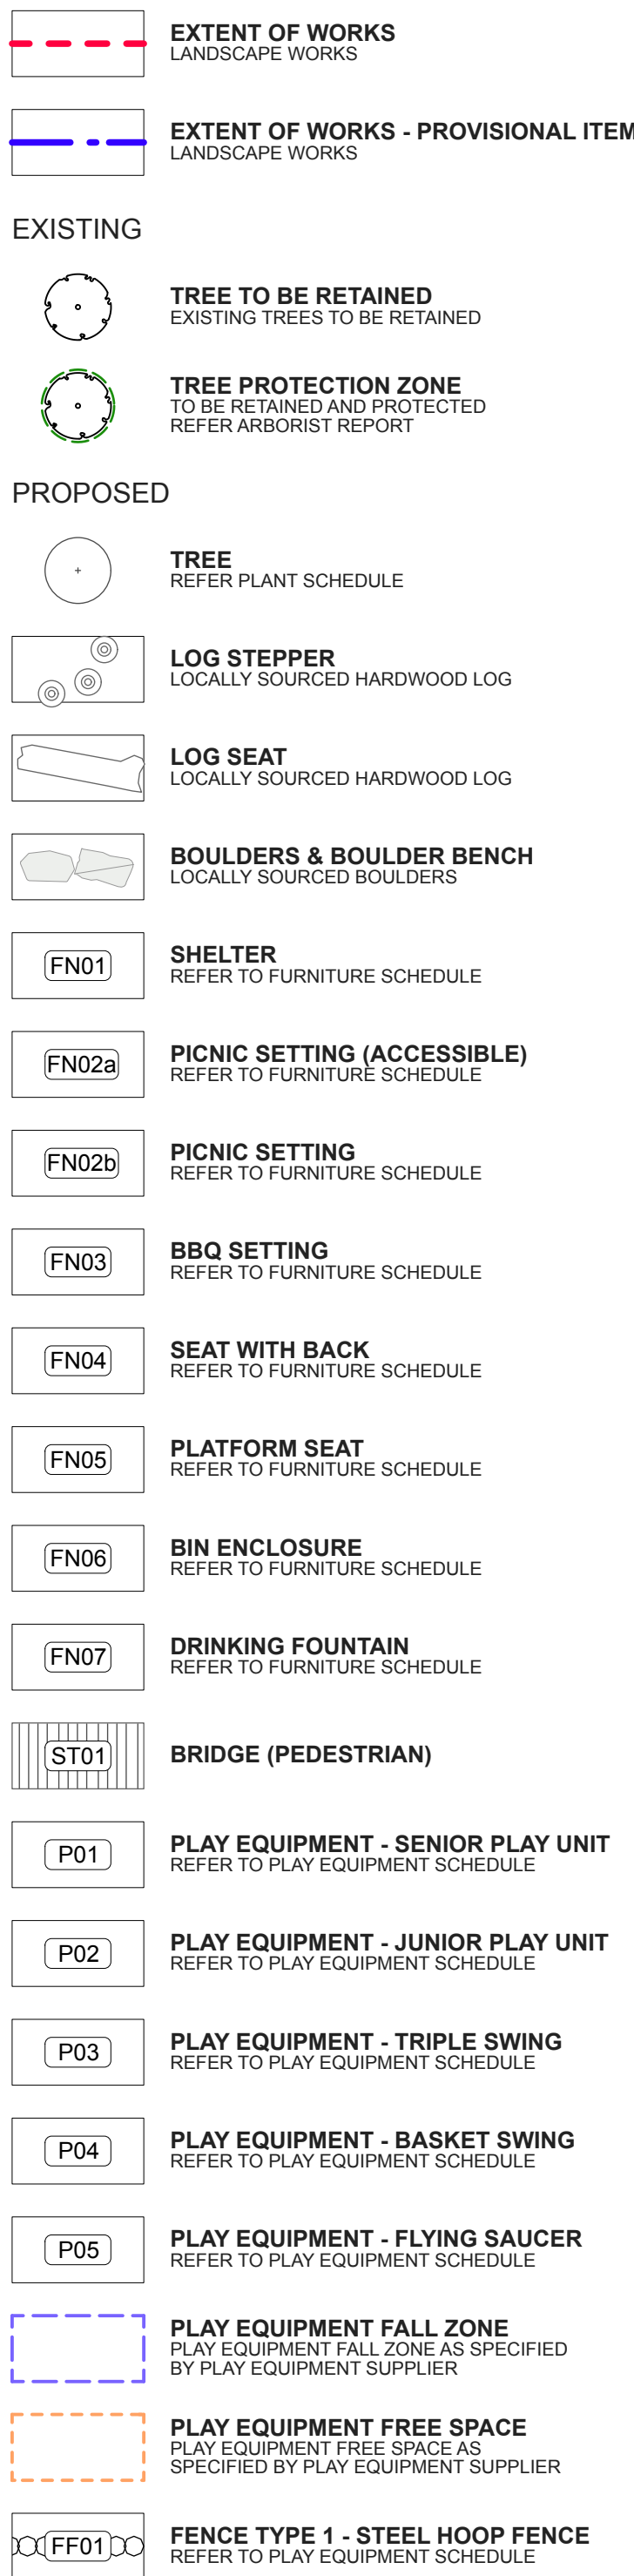 EXTENT OF WORKS
LANDSCAPE WORKS
EXTENT OF WORKS - PROVISIONAL ITEM
LANDSCAPE WORKS
EXISTING
TREE TO BE RETAINED
EXISTING TREES TO BE RETAINED
TREE PROTECTION ZONE
TO BE RETAINED AND PROTECTED
REFER ARBORIST REPORT
PROPOSED
TREE
REFER PLANT SCHEDULE
LOG STEPPER
LOCALLY SOURCED HARDWOOD LOG
LOG SEAT
LOCALLY SOURCED HARDWOOD LOG
BOULDERS & BOULDER BENCH
LOCALLY SOURCED BOULDERS
FN01 SHELTER
REFER TO FURNITURE SCHEDULE
FN02a PICNIC SETTING (ACCESSIBLE)
REFER TO FURNITURE SCHEDULE
FN02b PICNIC SETTING
REFER TO FURNITURE SCHEDULE
FN03 BBQ SETTING
REFER TO FURNITURE SCHEDULE
FN04 SEAT WITH BACK
REFER TO FURNITURE SCHEDULE
FN05 PLATFORM SEAT
REFER TO FURNITURE SCHEDULE
FN06 BIN ENCLOSURE
REFER TO FURNITURE SCHEDULE
FN07 DRINKING FOUNTAIN
REFER TO FURNITURE SCHEDULE
ST01 BRIDGE (PEDESTRIAN)
P01 PLAY EQUIPMENT - SENIOR PLAY UNIT
REFER TO PLAY EQUIPMENT SCHEDULE
P02 PLAY EQUIPMENT - JUNIOR PLAY UNIT
REFER TO PLAY EQUIPMENT SCHEDULE
P03 PLAY EQUIPMENT - TRIPLE SWING
REFER TO PLAY EQUIPMENT SCHEDULE
P04 PLAY EQUIPMENT - BASKET SWING
REFER TO PLAY EQUIPMENT SCHEDULE
P05 PLAY EQUIPMENT - FLYING SAUCER
REFER TO PLAY EQUIPMENT SCHEDULE
PLAY EQUIPMENT FALL ZONE
PLAY EQUIPMENT FALL ZONE AS SPECIFIED
BY PLAY EQUIPMENT SUPPLIER
PLAY EQUIPMENT FREE SPACE
PLAY EQUIPMENT FREE SPACE AS
SPECIFIED BY PLAY EQUIPMENT SUPPLIER
FF01 FENCE TYPE 1 - STEEL HOOP FENCE
REFER TO PLAY EQUIPMENT SCHEDULE